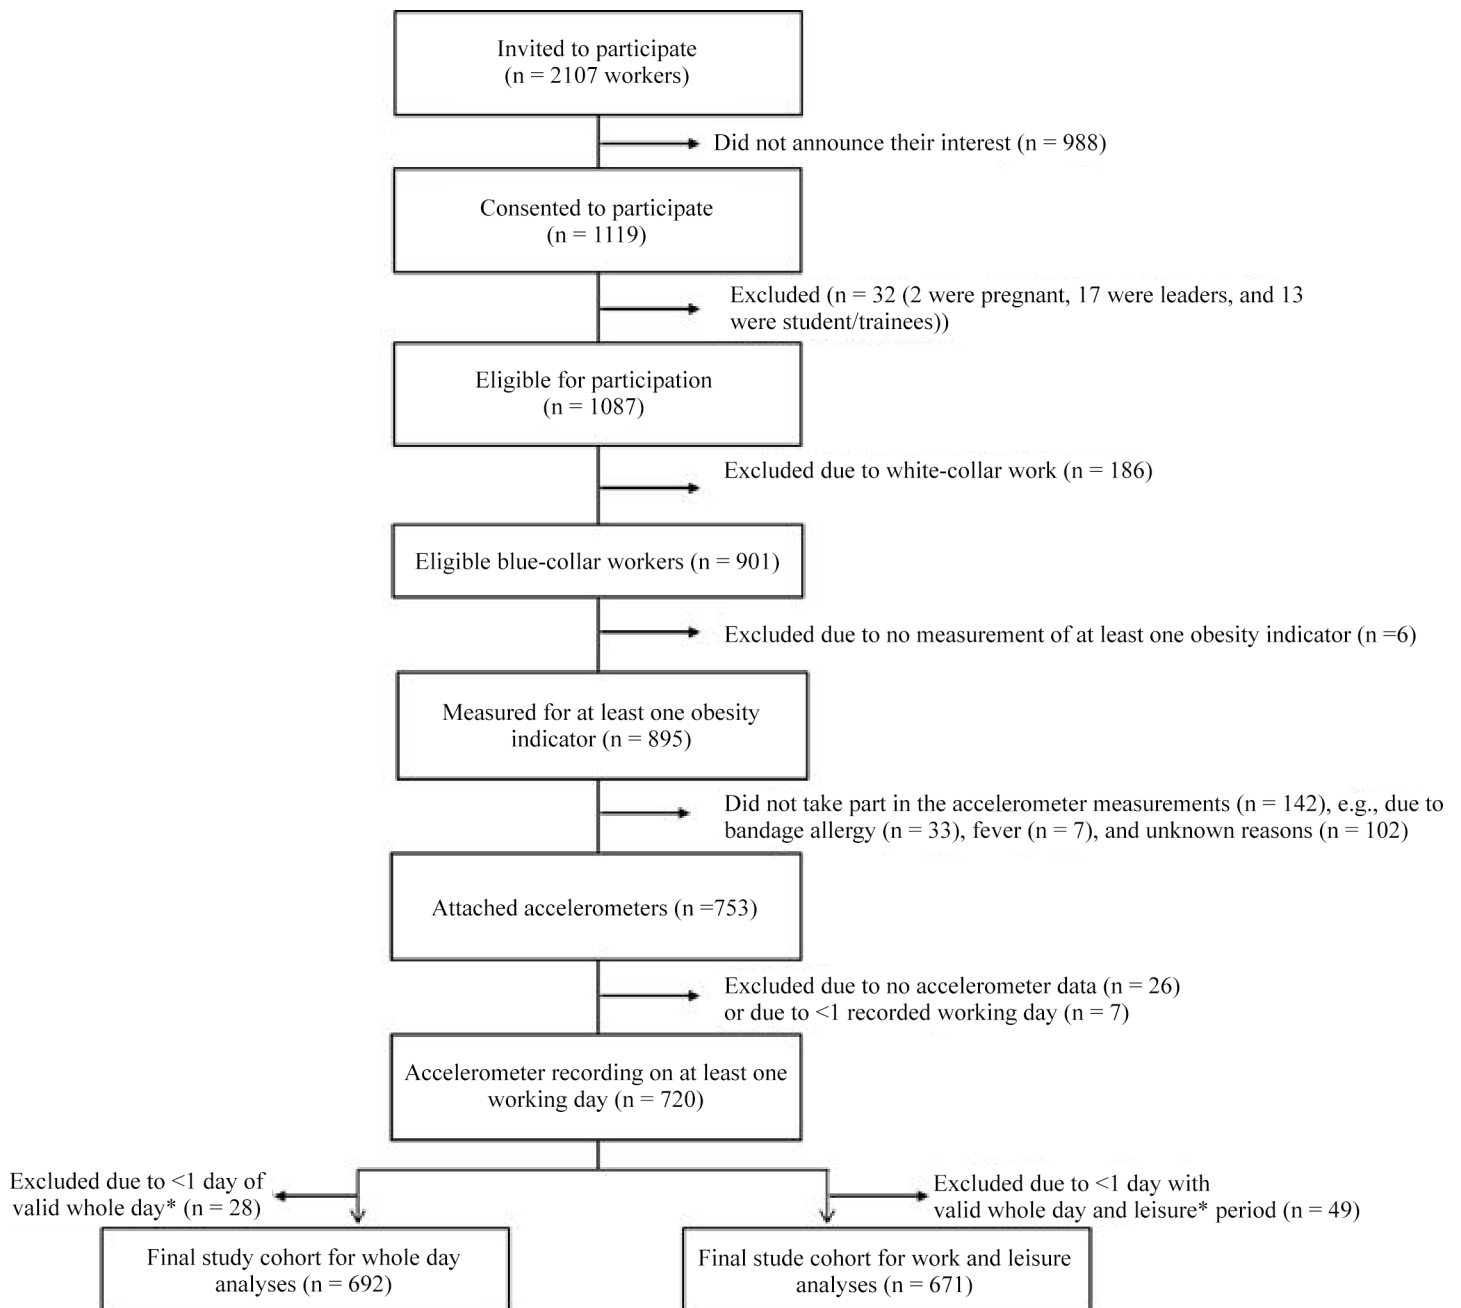 Invited to participate
(n = 2107 workers)
Did not announce their interest (n = 988)
Consented to participate
(n = 1119)
Excluded (n = 32 (2 were pregnant, 17 were leaders, and 13
were student/trainees))
Eligible for participation
(n = 1087)
Excluded due to white-collar work (n = 186)
Eligible blue-collar workers (n = 901)
Excluded due to no measurement of at least one obesity indicator (n =6)
Measured for at least one obesity
indicator (n = 895)
Did not take part in the accelerometer measurements (n = 142), e.g., due to
bandage allergy (n = 33), fever (n = 7), and unknown reasons (n = 102)
Attached accelerometers (n =753)
Excluded due to no accelerometer data (n = 26)
or due to <1 recorded working day (n = 7)
Accelerometer recording on at least one
working day (n = 720)
Excluded due to <1 day of
valid whole day* (n = 28)
Excluded due to <1 day with
valid whole day and leisure* period (n = 49)
Final study cohort for whole day
analyses (n = 692)
Final stude cohort for work and leisure
analyses (n = 671)